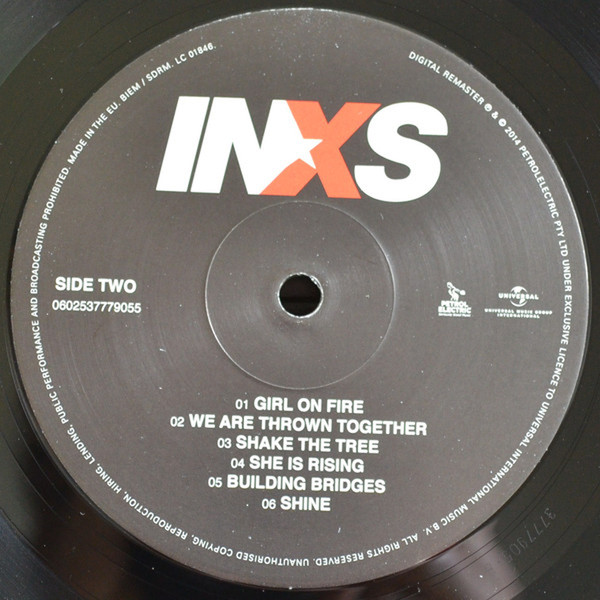 INXS
DIGITAL REMASTER ℗ & © 2014 PETROLELECTRIC PTY LTD UNDER EXCLUSIVE LICENCE TO UNIVERSAL INTERNATIONAL MUSIC B.V. ALL RIGHTS RESERVED. UNAUTHORISED COPYING, REPRODUCTION, HIRING, LENDING, PUBLIC PERFORMANCE AND BROADCASTING PROHIBITED. MADE IN THE EU. BIEM / SDRM. LC 01846.
SIDE TWO
0602537779055
PETROL
ELECTRIC
UNIVERSAL
UNIVERSAL MUSIC GROUP
INTERNATIONAL
01 GIRL ON FIRE
02 WE ARE THROWN TOGETHER
03 SHAKE THE TREE
04 SHE IS RISING
05 BUILDING BRIDGES
06 SHINE